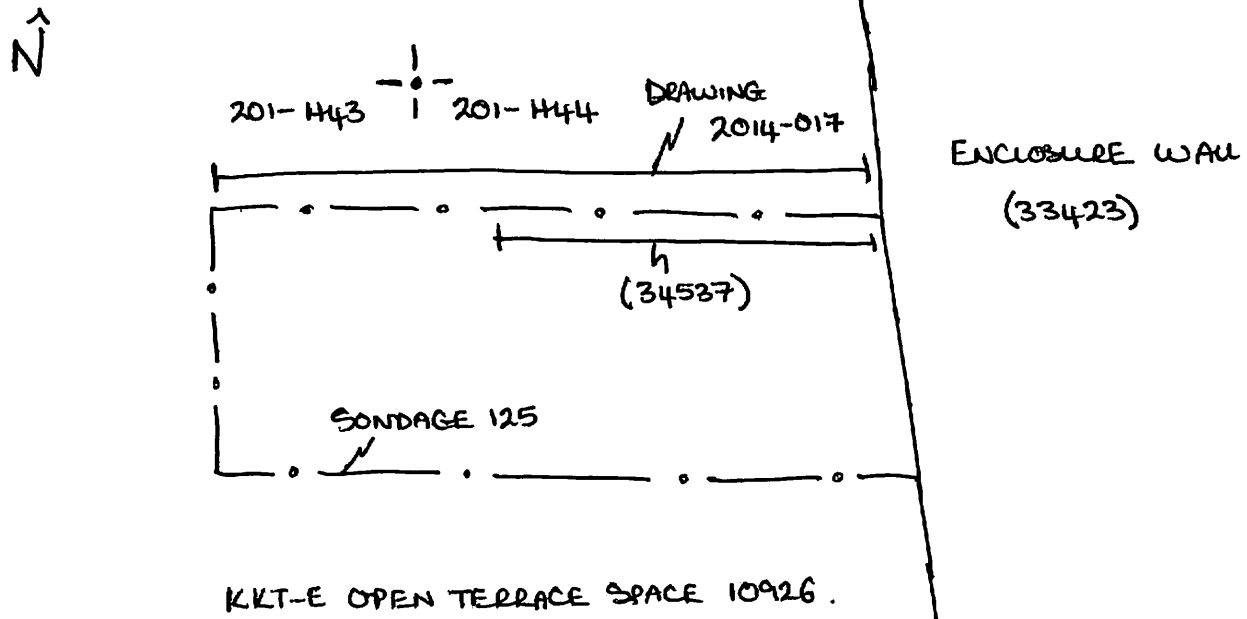 N
DRAWING
201-H43 201-H44 2014-017
ENCLOSURE WALL
(33423)
(34537)
SONDAGE 125
KKT-E OPEN TERRACE SPACE 10926.